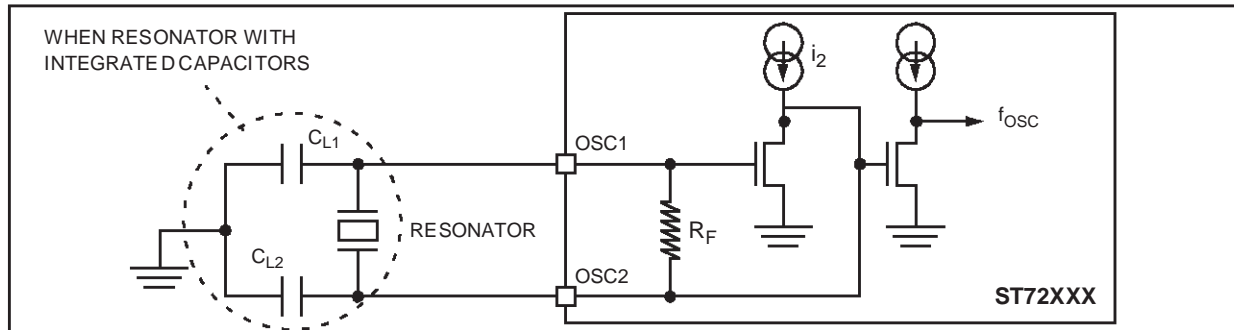 WHEN RESONATOR WITH
INTEGRATED CAPACITORS
i2
fOSC
CL1
OSC1
RESONATOR
RF
CL2
OSC2
ST72XXX